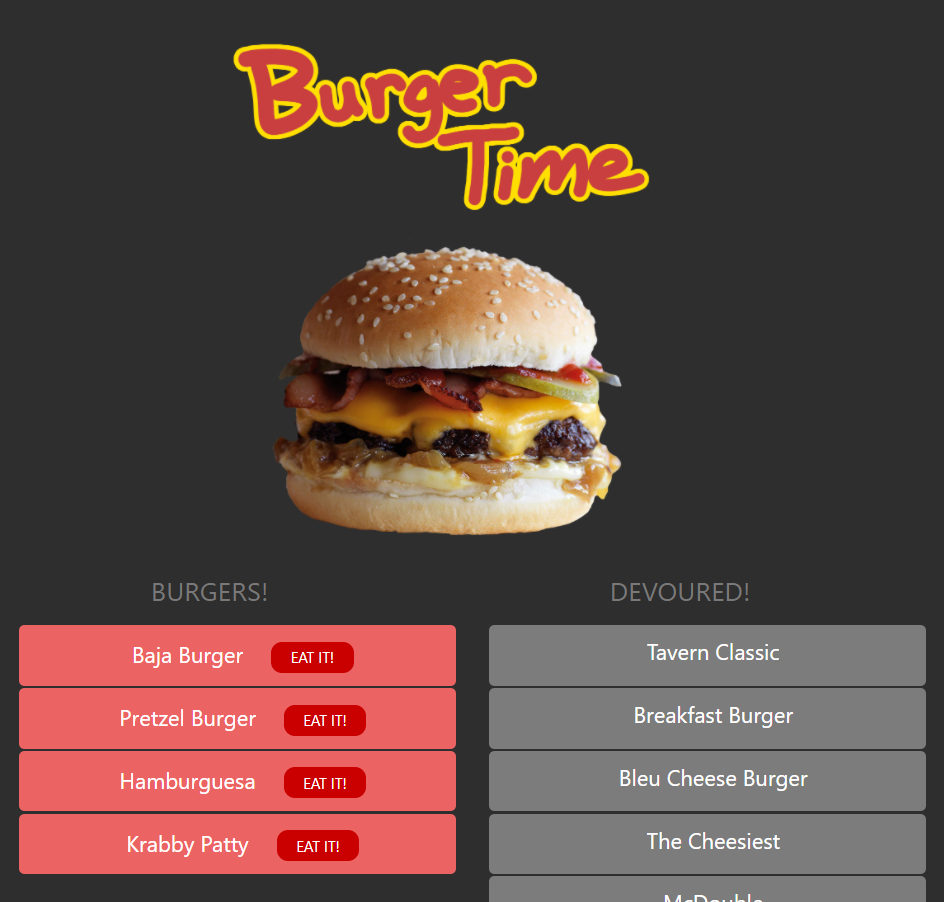 Burger
Time
BURGERS!
Baja Burger EAT IT!
Pretzel Burger EAT IT!
Hamburguesa EAT IT!
Krabby Patty EAT IT!
DEVOURED!
Tavern Classic
Breakfast Burger
Bleu Cheese Burger
The Cheesiest
McDouble